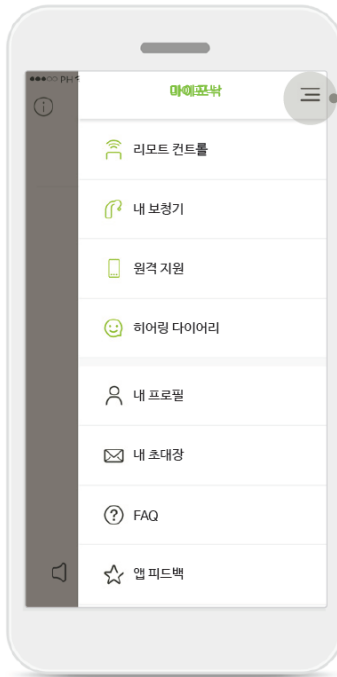 마이포낙
리모트 컨트롤
내 보청기
원격 지원
히어링 다이어리
내 프로필
내 초대장
FAQ
앱 피드백